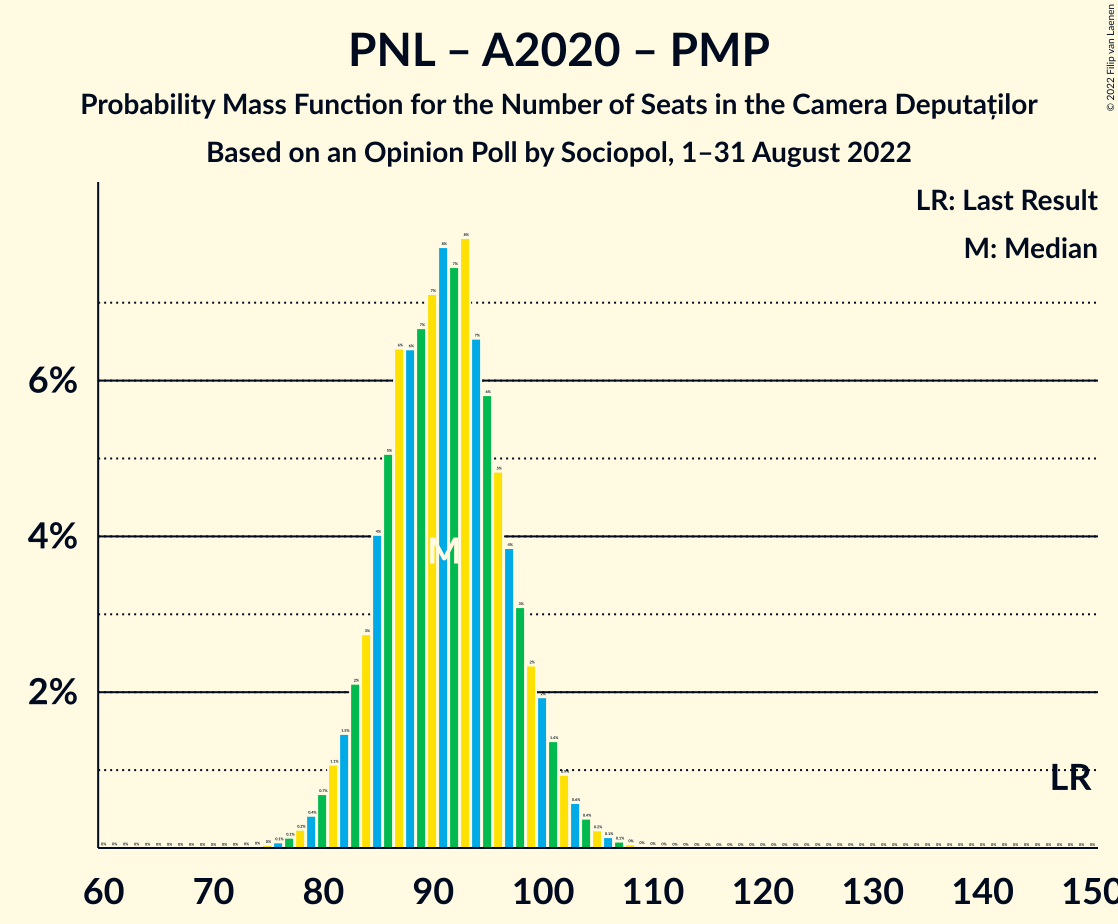 PNL – A2020 – PMP
Probability Mass Function for the Number of Seats in the Camera Deputaților
Based on an Opinion Poll by Sociopol, 1–31 August 2022
© 2022 Filip van Laenen
LR: Last Result
M: Median
6%
4%
2%
M
LR
60 70 80 90 100 110 120 130 140 150